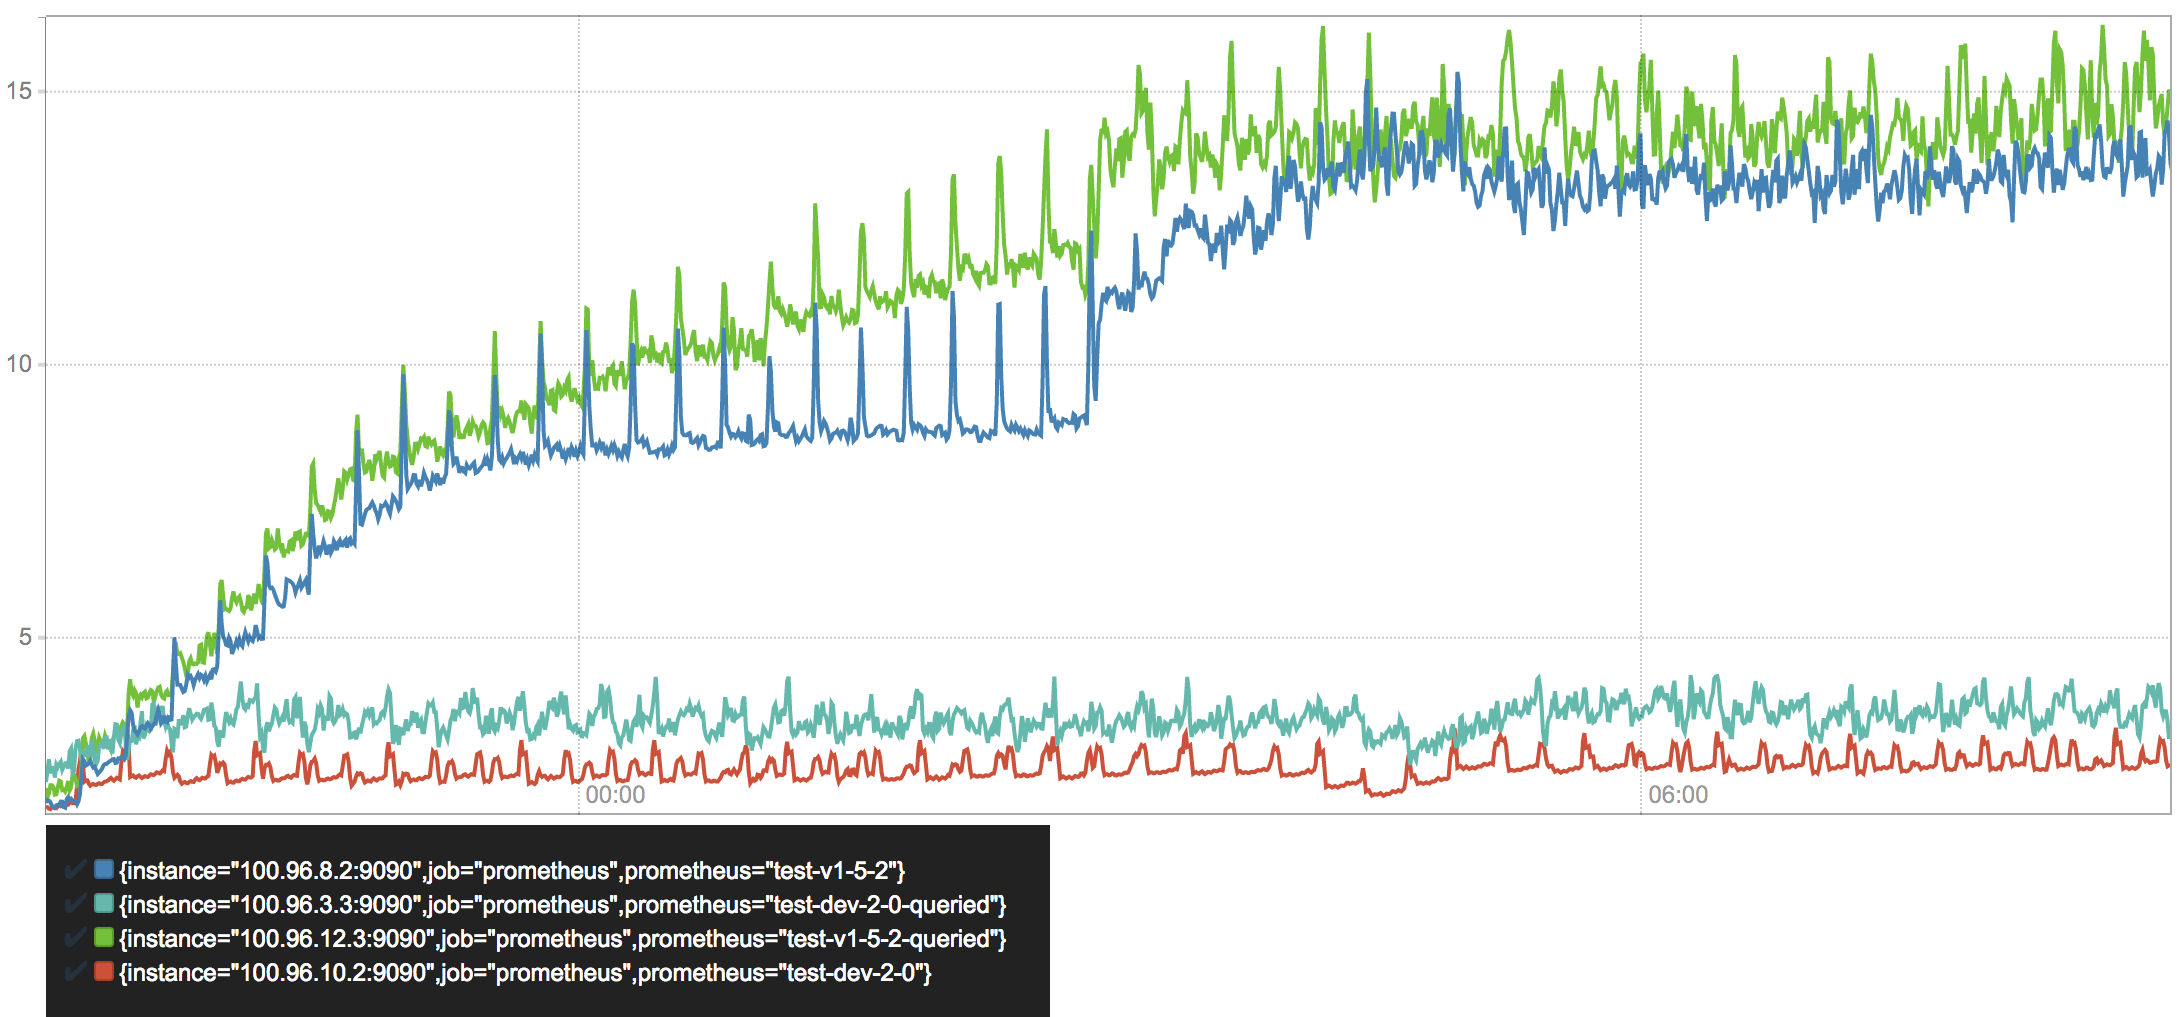 15
10
5
00:00
06:00
✔ {instance="100.96.8.2:9090",job="prometheus",prometheus="test-v1-5-2"}
✔ {instance="100.96.3.3:9090",job="prometheus",prometheus="test-dev-2-0-queried"}
✔ {instance="100.96.12.3:9090",job="prometheus",prometheus="test-v1-5-2-queried"}
✔ {instance="100.96.10.2:9090",job="prometheus",prometheus="test-dev-2-0"}